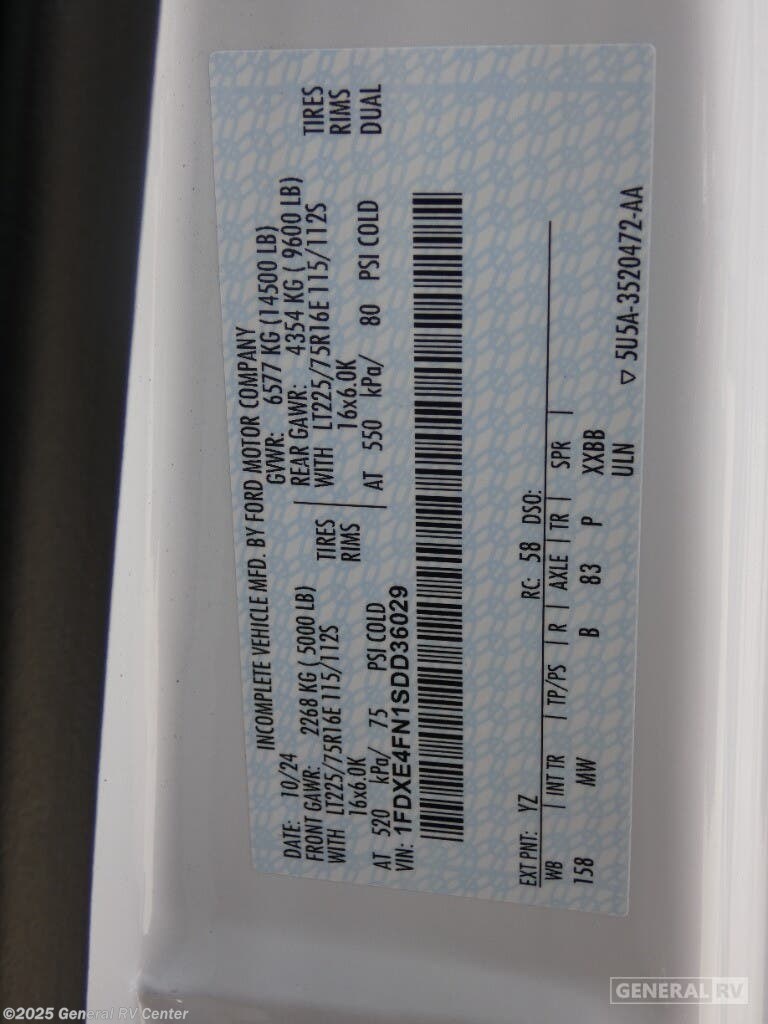 INCOMPLETE VEHICLE MFD. BY FORD MOTOR COMPANY
DATE: 10/24 GVWR: 6577 KG (14500 LB)
FRONT GAWR: 2268 KG ( 5000 LB) REAR GAWR: 4354 KG ( 9600 LB)
WITH LT225/75R16E 115/112S TIRES WITH LT225/75R16E 115/112S TIRES
16x6.0K RIMS 16x6.0K RIMS
AT 520 kPa/ 75 PSI COLD AT 550 kPa/ 80 PSI COLD DUAL
VIN: 1FDXE4FN1SDD36029
EXT PNT: YZ RC: 58 DSO:
WB | INT TR | TP/PS | R | AXLE | TR | SPR |
158 MW B 83 P XXBB
ULN
▽ 5U5A-3520472-AA
GENERAL RV
©2025 General RV Center